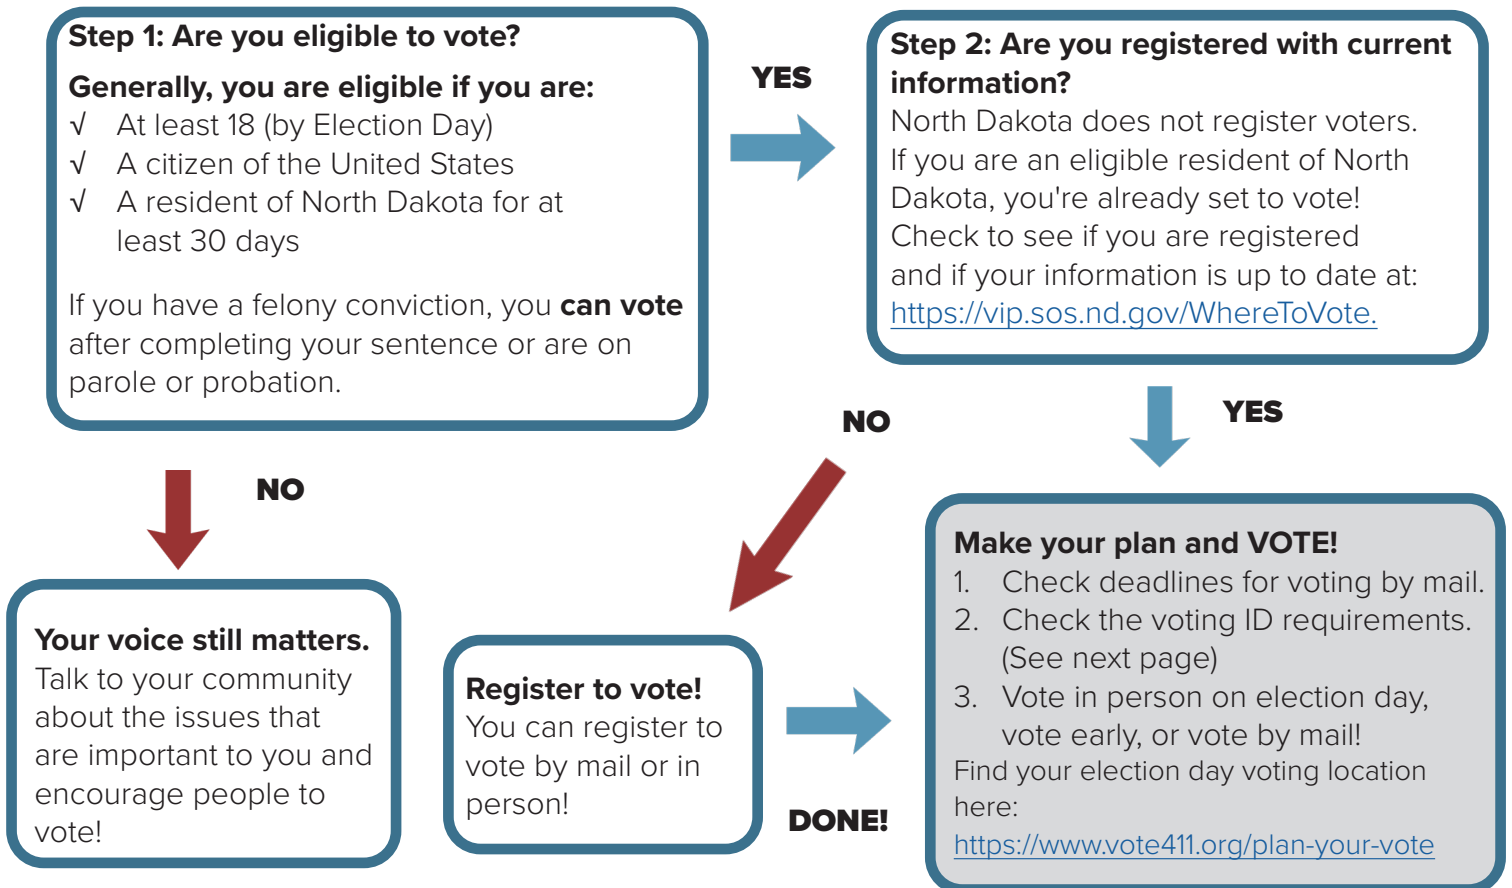 Step 1: Are you eligible to vote?
Generally, you are eligible if you are:
√ At least 18 (by Election Day)
√ A citizen of the United States
√ A resident of North Dakota for at
least 30 days
If you have a felony conviction, you can vote
after completing your sentence or are on
parole or probation.
YES
Step 2: Are you registered with current
information?
North Dakota does not register voters.
If you are an eligible resident of North
Dakota, you're already set to vote!
Check to see if you are registered
and if your information is up to date at:
https://vip.sos.nd.gov/WhereToVote.
NO
YES
NO
Your voice still matters.
Talk to your community
about the issues that
are important to you and
encourage people to
vote!
Register to vote!
You can register to
vote by mail or in
person!
DONE!
Make your plan and VOTE!
1. Check deadlines for voting by mail.
2. Check the voting ID requirements.
(See next page)
3. Vote in person on election day,
vote early, or vote by mail!
Find your election day voting location
here:
https://www.vote411.org/plan-your-vote